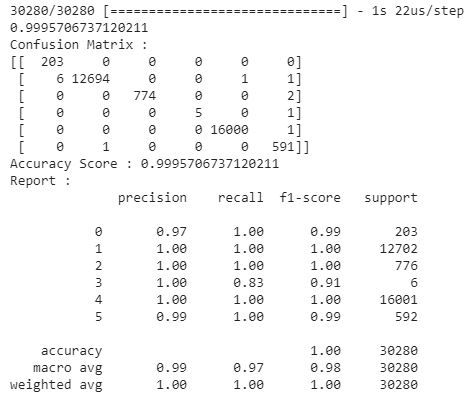 30280/30280 [==============================] - 1s 22us/step
0.9995706737120211
Confusion Matrix :
[[  203     0     0     0     0     0]
 [    6 12694     0     0     1     1]
 [    0     0   774     0     0     2]
 [    0     0     0     5     0     1]
 [    0     0     0     0 16000     1]
 [    0     1     0     0     0   591]]
Accuracy Score : 0.9995706737120211
Report :
              precision    recall  f1-score   support

           0       0.97      1.00      0.99       203
           1       1.00      1.00      1.00     12702
           2       1.00      1.00      1.00       776
           3       1.00      0.83      0.91         6
           4       1.00      1.00      1.00     16001
           5       0.99      1.00      0.99       592

    accuracy                           1.00     30280
   macro avg       0.99      0.97      0.98     30280
weighted avg       1.00      1.00      1.00     30280